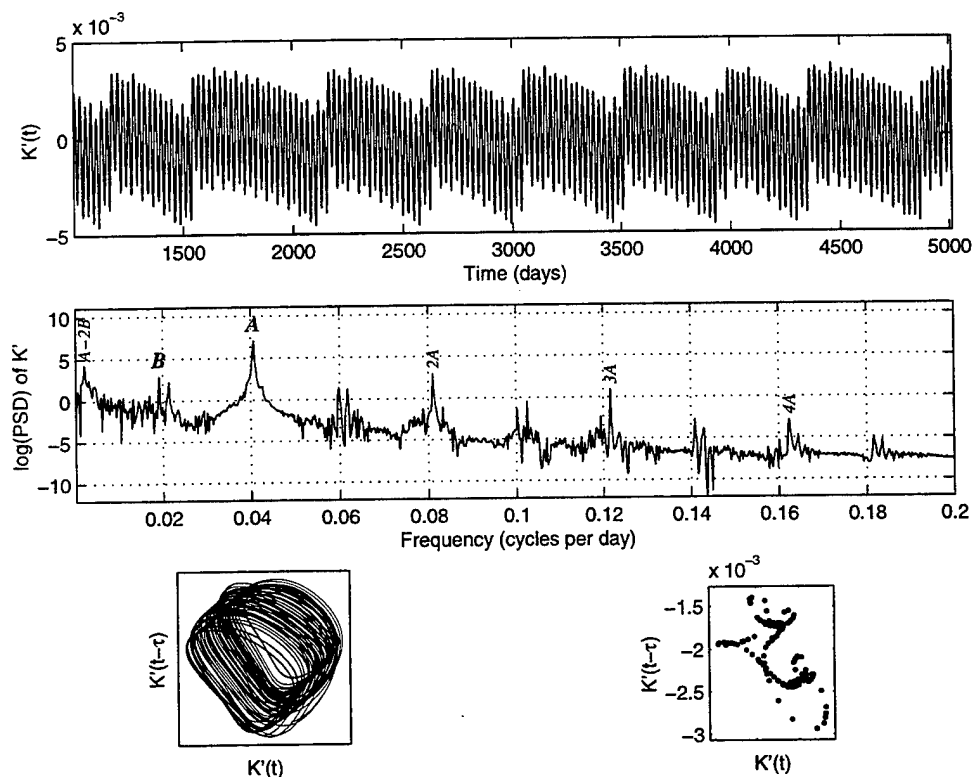 x 10⁻³
5
0
−5
K'(t)
1500 2000 2500 3000 3500 4000 4500 5000
Time (days)
10
5
0
−5
−10
log(PSD) of K'
A−2B
B
A
2A
3A
4A
0.02 0.04 0.06 0.08 0.1 0.12 0.14 0.16 0.18 0.2
Frequency (cycles per day)
K'(t−τ)
K'(t)
x 10⁻³
−1.5
−2
−2.5
−3
K'(t−τ)
K'(t)